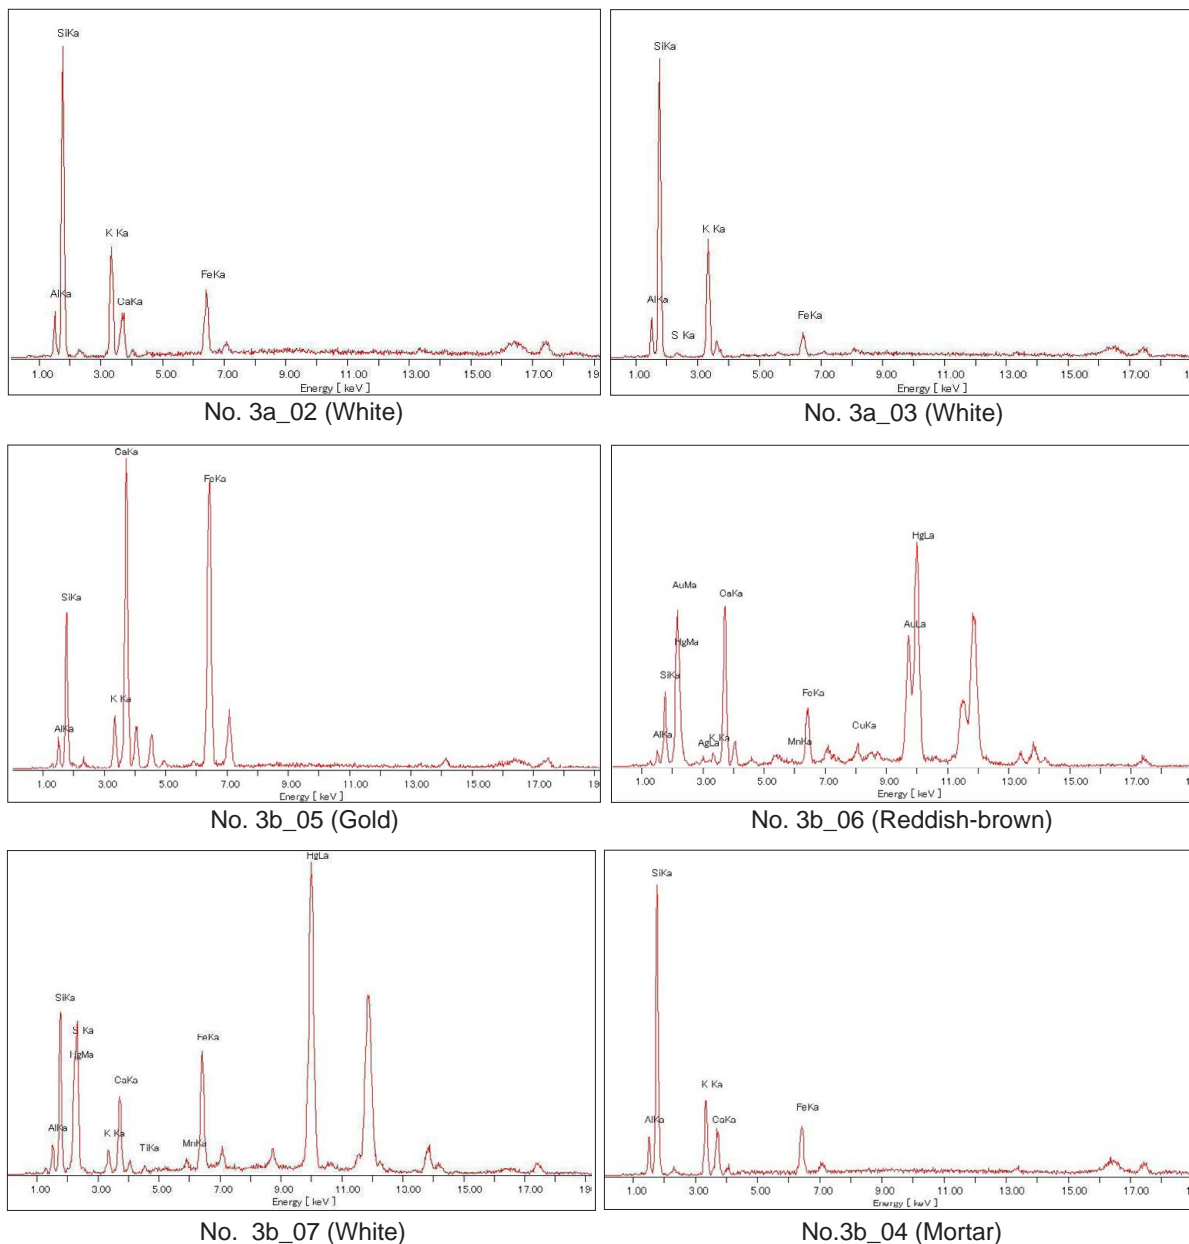 SiKa
K Ka
FeKa
AlKa
CaKa
1.00 3.00 6.00 7.00 9.00 11.00 13.00 15.00 17.00 19
Energy [ keV ]
No. 3a_02 (White)
SiKa
K Ka
AlKa
FeKa
S Ka
1.00 3.00 6.00 7.00 9.00 11.00 13.00 15.00 17.00
Energy [ keV ]
No. 3a_03 (White)
CaKa
FeKa
SiKa
K Ka
AlKa
1.00 3.00 5.00 7.00 9.00 11.00 13.00 15.00 17.00 19
Energy [ keV ]
No. 3b_05 (Gold)
HgLa
AuMa
CaKa
AuLa
HgMa
SiKa
FeKa
CuKa
AlKa
K Ka
AgLa
MnKa
1.00 3.00 5.00 7.00 9.00 11.00 13.00 15.00 17.00
Energy [ keV ]
No. 3b_06 (Reddish-brown)
HgLa
SiKa
S Ka
FeKa
HgMa
CaKa
AlKa
K Ka
TiKa
MnKa
1.00 3.00 6.00 7.00 9.00 11.00 13.00 15.00 17.00 19.0
Energy [ keV ]
No. 3b_07 (White)
SiKa
K Ka
FeKa
AlKa
CaKa
1.00 3.00 6.00 7.00 9.00 11.00 13.00 15.00 17.00
Energy [ keV ]
No.3b_04 (Mortar)